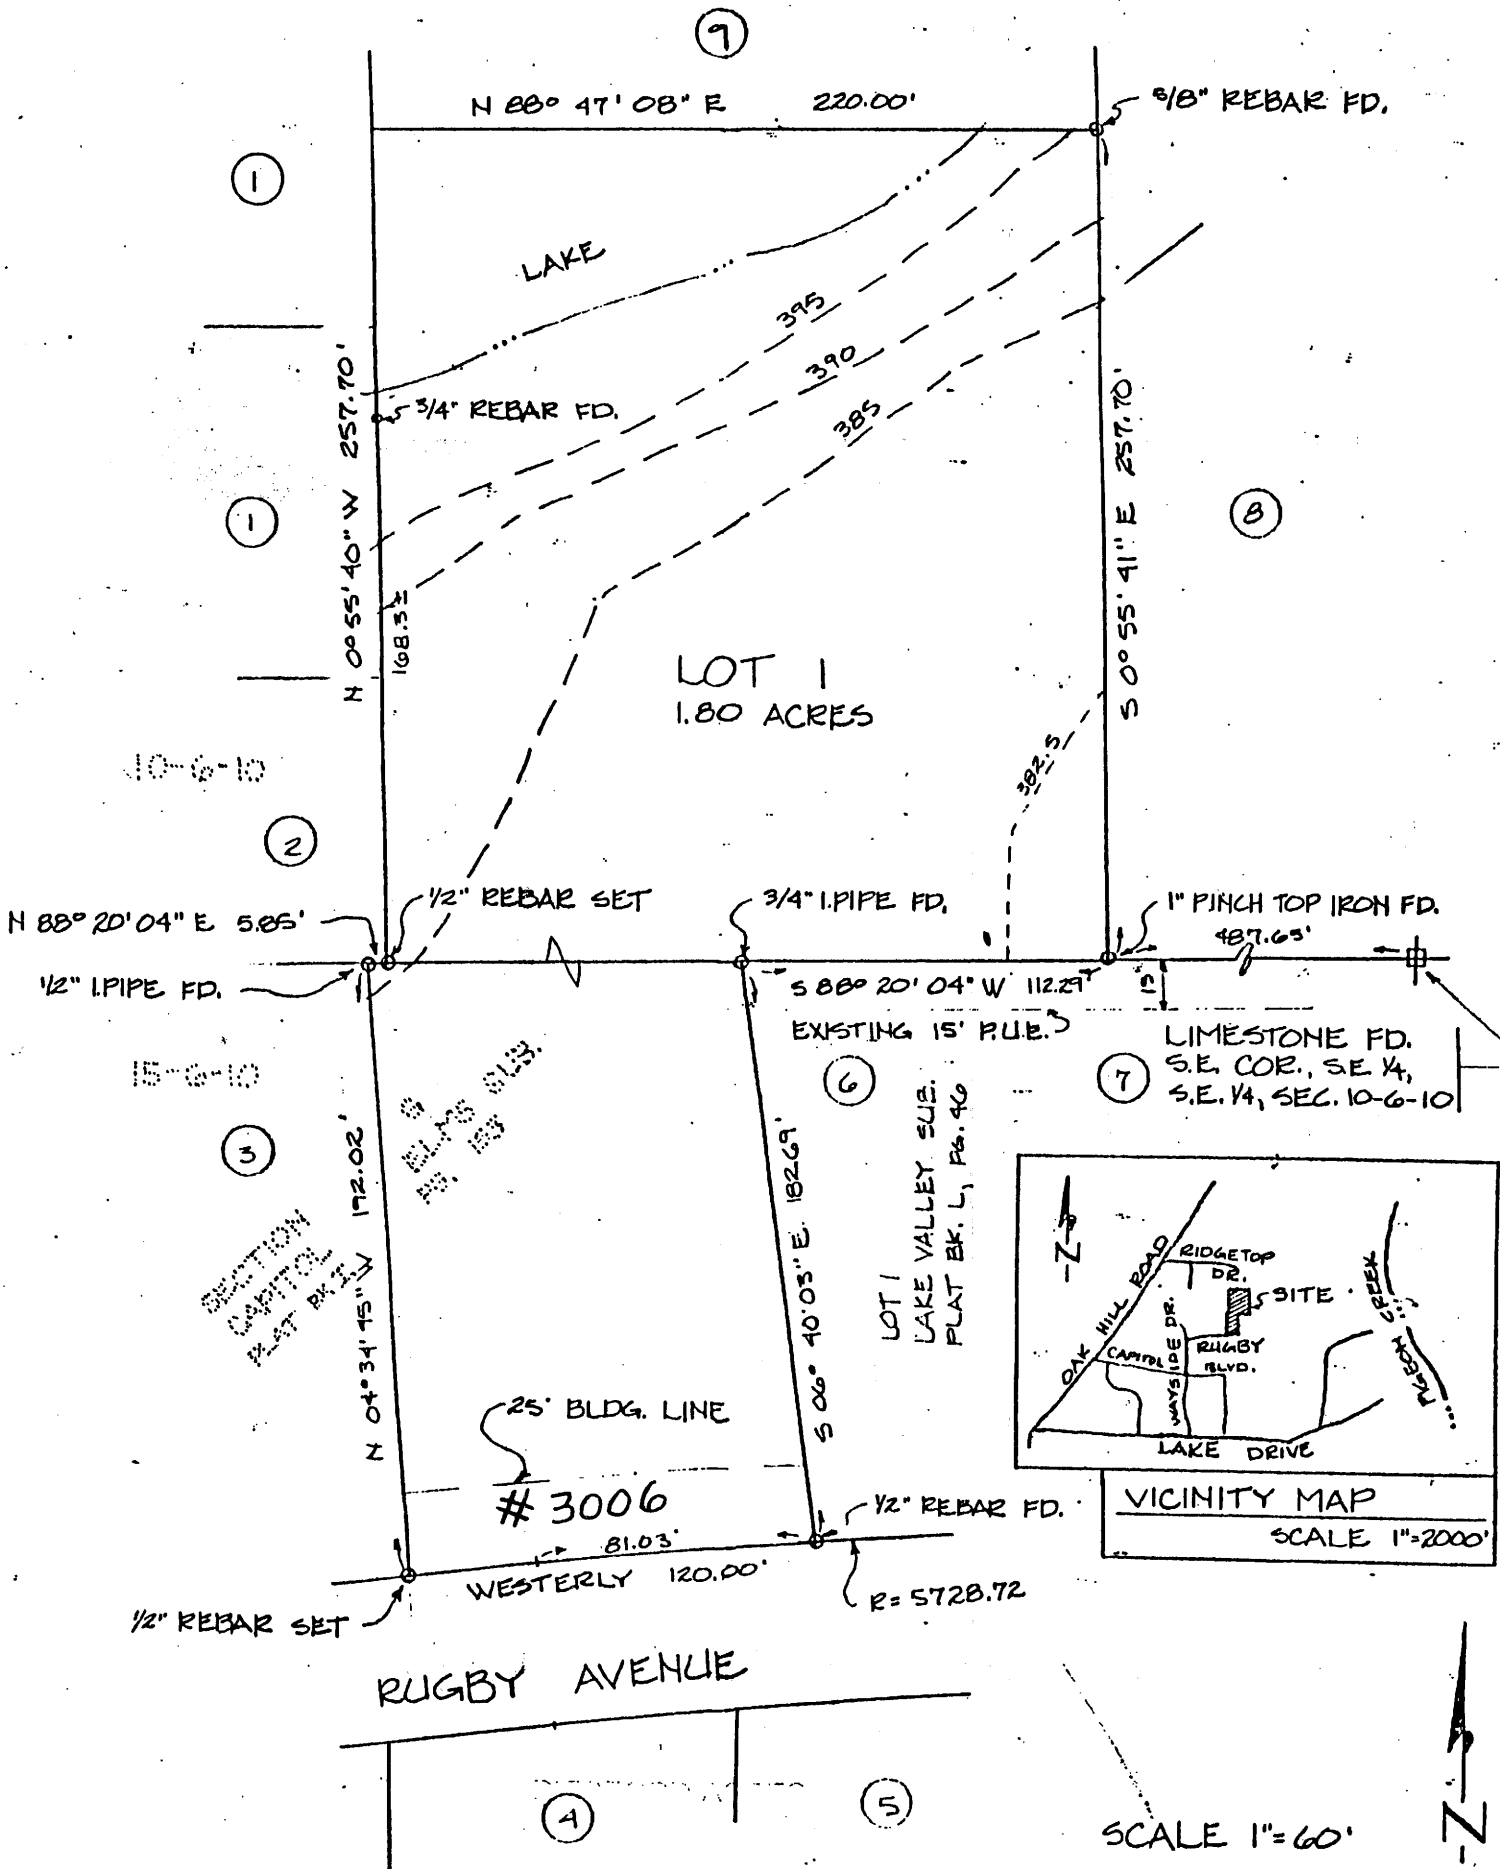 9
N 88° 47' 08" E 220.00'
5/8" REBAR FD.
1
LAKE
395
390
385
3/4" REBAR FD.
N 0° 55' 40" W 257.70'
168.3±
1
S 0° 55' 41" E 257.70'
8
LOT 1
1.80 ACRES
382.5
10-6-10
2
N 88° 20' 04" E 5.85'
1/2" REBAR SET
3/4" I.PIPE FD.
1" PINCH TOP IRON FD.
487.65'
1/2" I.PIPE FD.
S 88° 20' 04" W 112.29'
15'
EXISTING 15' P.U.E.
LIMESTONE FD.
S.E. COR., S.E 1/4,
S.E. 1/4, SEC. 10-6-10
15-6-10
6
7
3
N 04° 34' 45" W 192.02'
SECTION
CAPITOL
PLAT BK. I,
SUB.
PG. 153
S 06° 40' 03" E 182.69'
LOT 1
LAKE VALLEY SUB.
PLAT BK. L, PG. 46
N
OAK HILL ROAD
RIDGETOP
DR.
SITE
WAYSIDE DR.
CAPITOL
RUGBY
BLVD.
PIGEON CREEK
LAKE DRIVE
VICINITY MAP
SCALE 1"=2000'
25' BLDG. LINE
# 3006
1/2" REBAR FD.
81.03'
WESTERLY 120.00'
R= 5728.72
1/2" REBAR SET
RUGBY AVENUE
4
5
SCALE 1"=60'
N